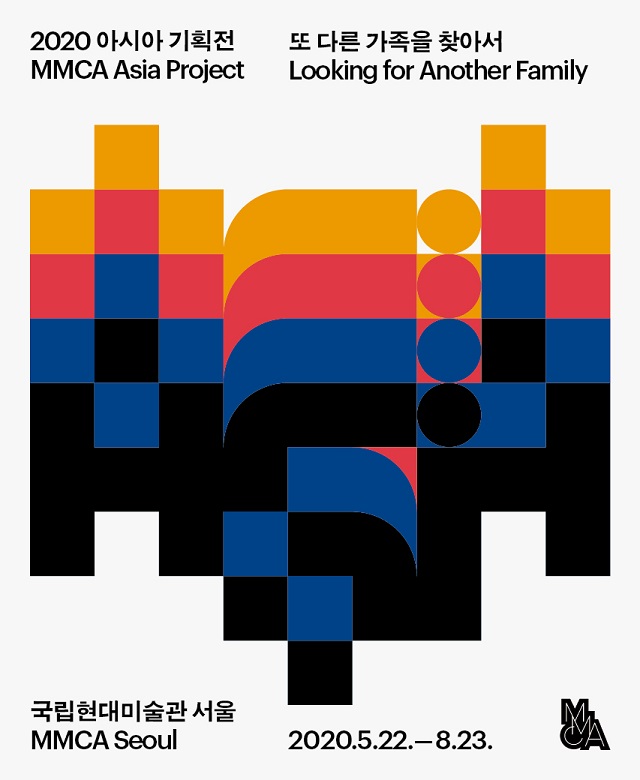 2020 아시아 기획전
MMCA Asia Project
또 다른 가족을 찾아서
Looking for Another Family
국립현대미술관 서울
MMCA Seoul
2020.5.22.—8.23.
MMCA